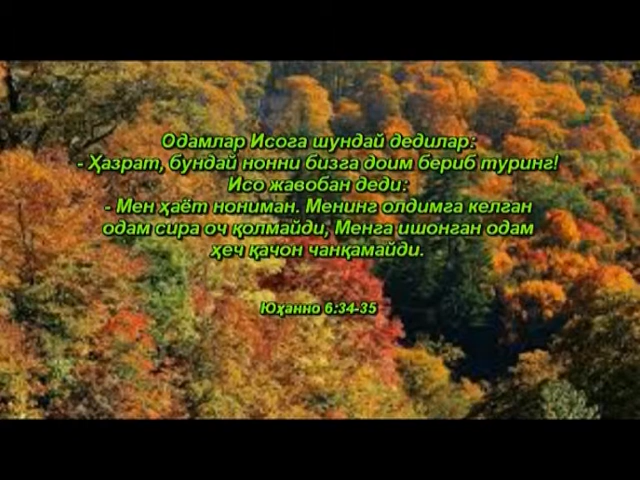 Одамлар Исога шундай дедилар:
- Ҳазрат, бундай нонни бизга доим бериб туринг!
Исо жавобан деди:
- Мен ҳаёт нониман. Менинг олдимга келган
одам сира оч қолмайди, Менга ишонган одам
ҳеч қачон чанқамайди.
Юҳанно 6:34-35